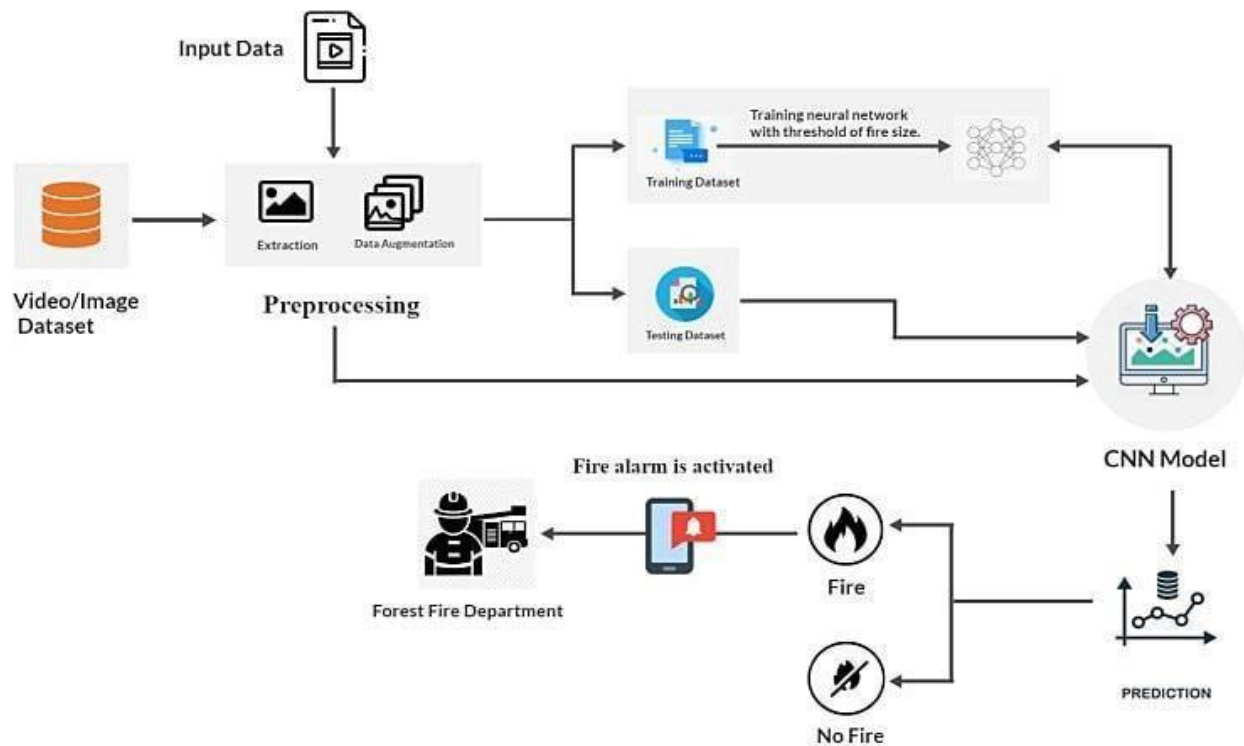 Input Data
Training neural network
with threshold of fire size.
Training Dataset
Extraction
Data Augmentation
Video/Image
Dataset
Preprocessing
Testing Dataset
CNN Model
Fire alarm is activated
Fire
Forest Fire Department
PREDICTION
No Fire